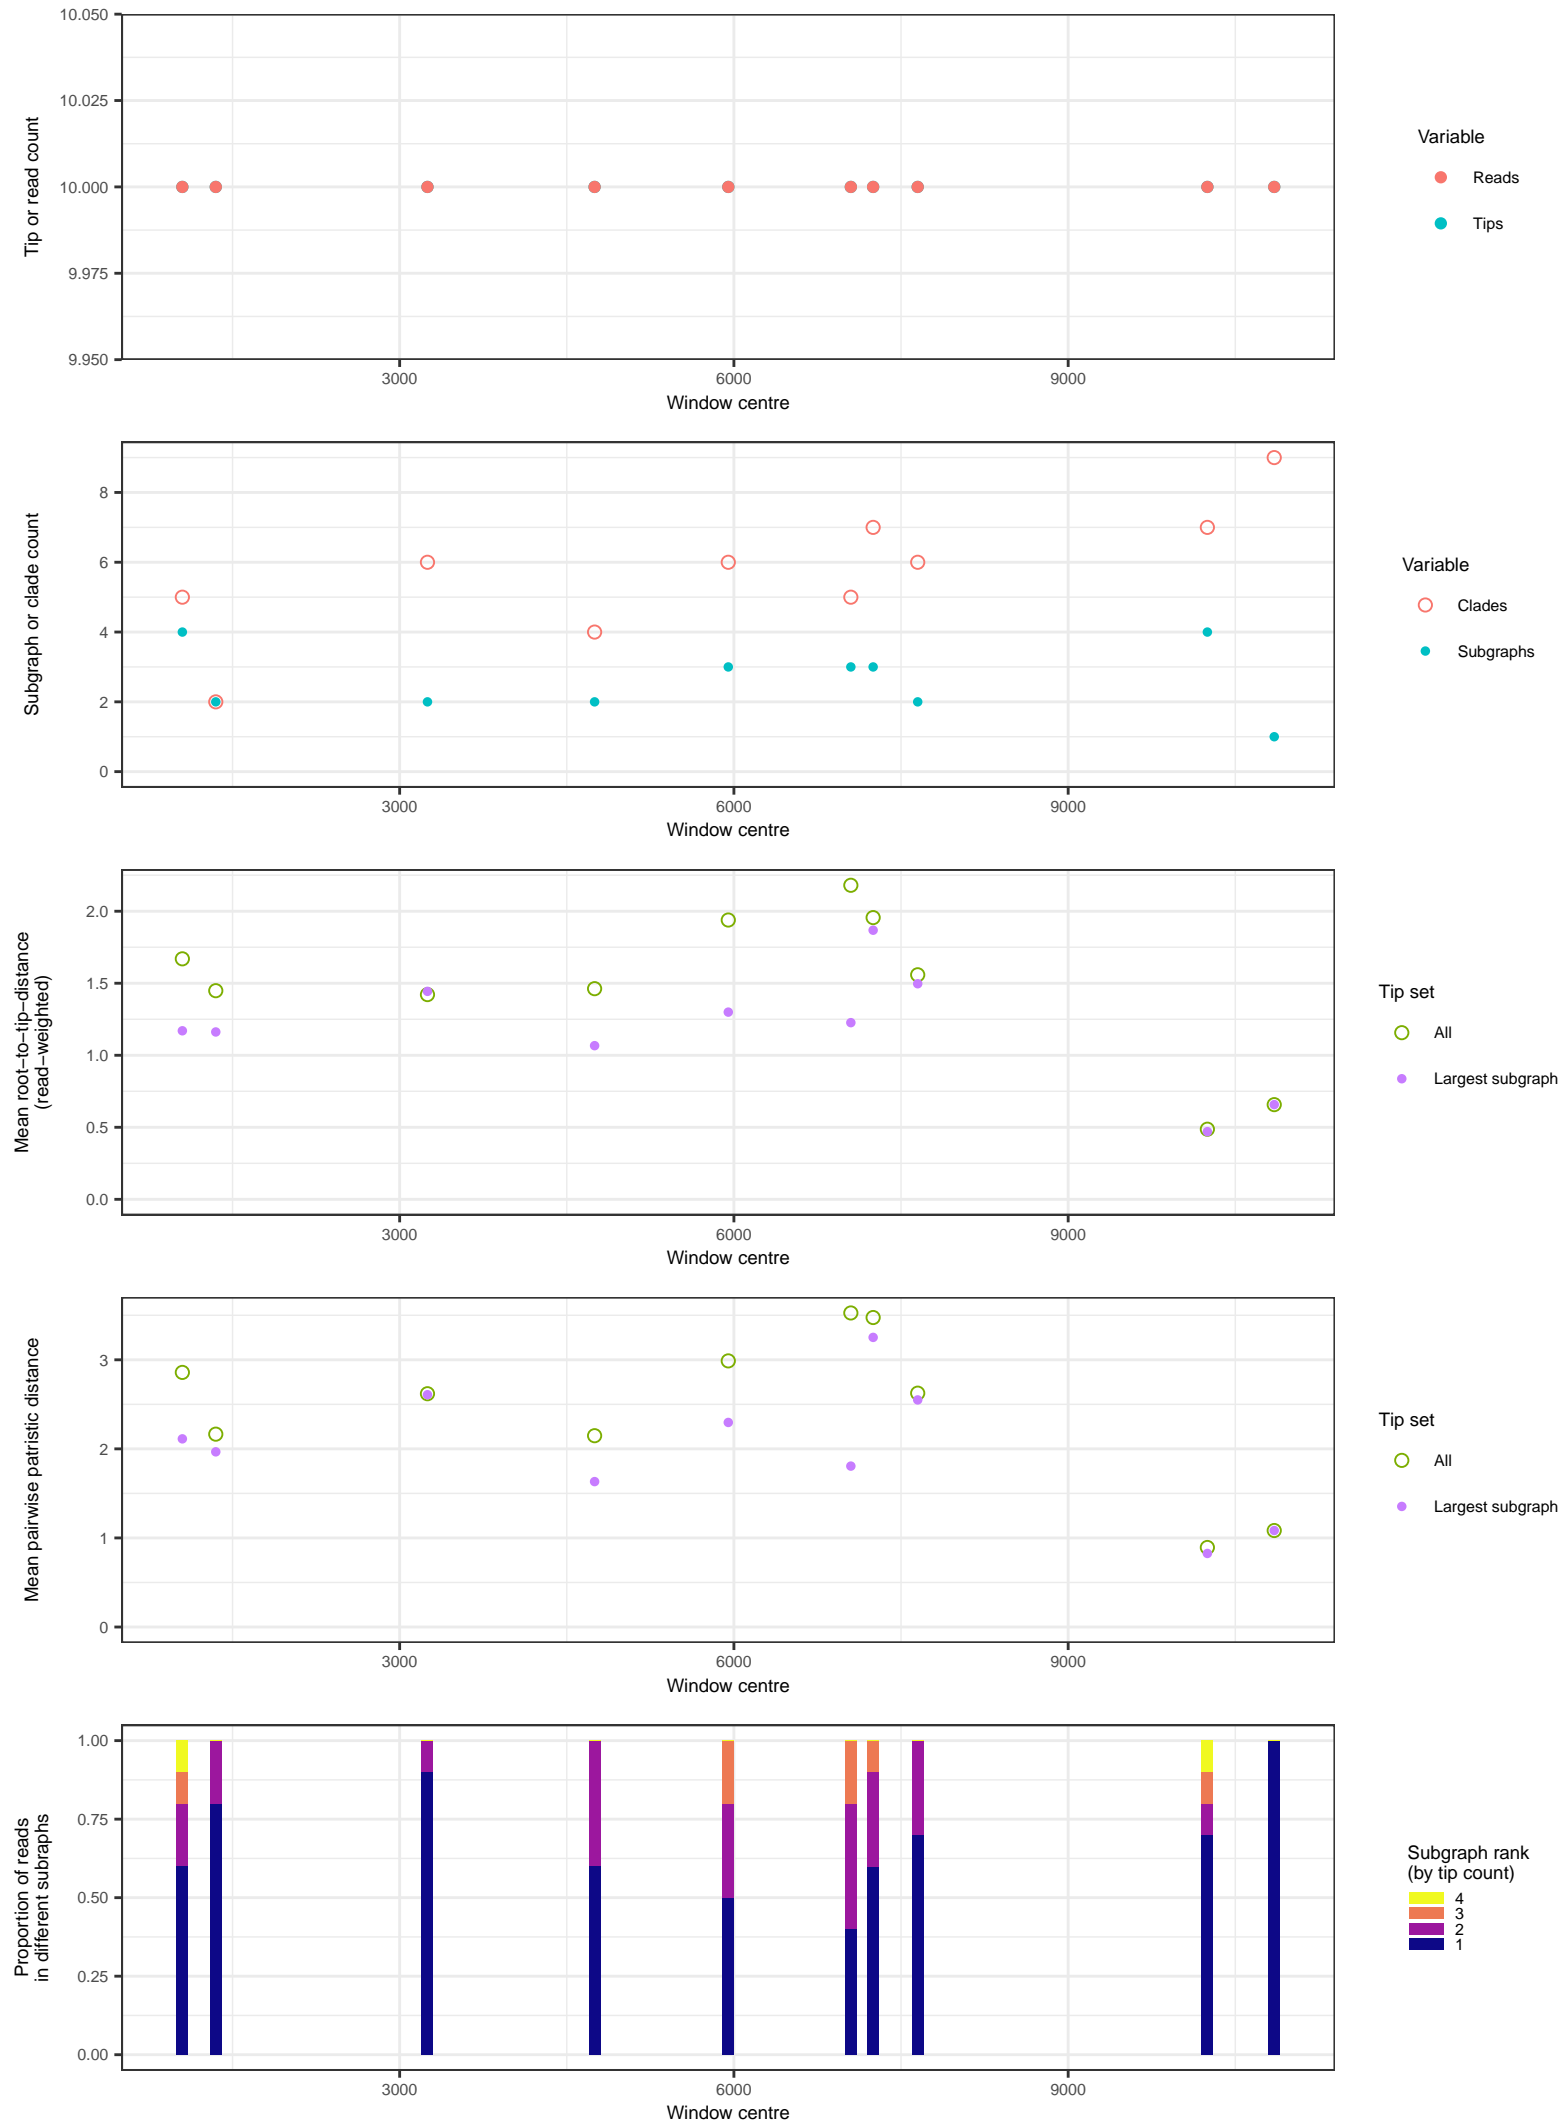 10.050
10.025
10.000
9.975
9.950
Tip or read count
3000
6000
9000
Window centre
Variable
Reads
Tips
8
6
4
2
0
Subgraph or clade count
3000
6000
9000
Window centre
Variable
Clades
Subgraphs
2.0
1.5
1.0
0.5
0.0
Mean root−to−tip−distance
(read−weighted)
3000
6000
9000
Window centre
Tip set
All
Largest subgraph
3
2
1
0
Mean pairwise patristic distance
3000
6000
9000
Window centre
Tip set
All
Largest subgraph
1.00
0.75
0.50
0.25
0.00
Proportion of reads
in different subraphs
3000
6000
9000
Window centre
Subgraph rank
(by tip count)
4
3
2
1